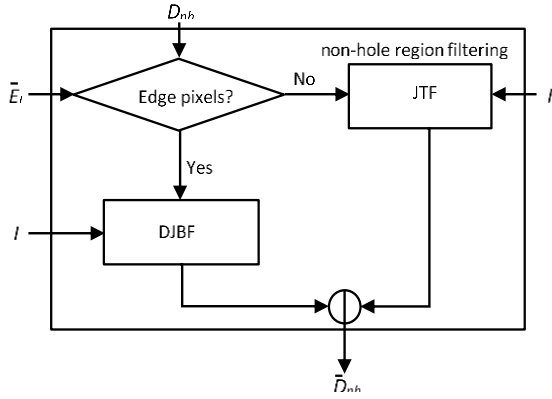 D_nh
non-hole region filtering
No
JTF
Ē_I
Edge pixels?
I
Yes
I
DJBF
D̄_nh